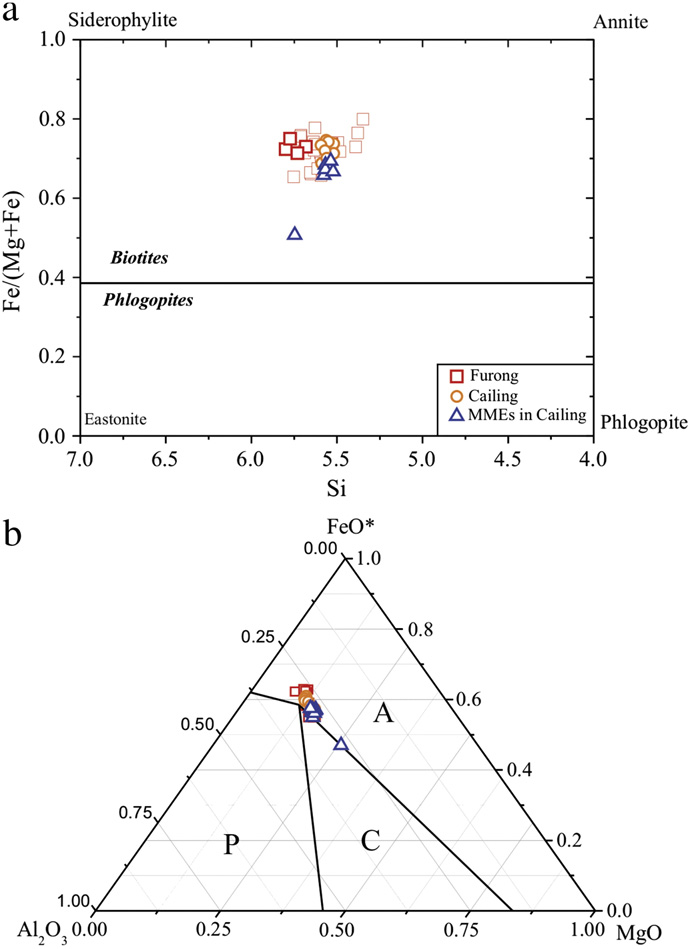 a
Siderophylite Annite
1.0
0.8
0.6
0.4
0.2
0.0
Fe/(Mg+Fe)
Biotites
Phlogopites
Furong
Cailing
MMEs in Cailing
Eastonite
Phlogopite
7.0 6.5 6.0 5.5 5.0 4.5 4.0
Si
b
FeO*
0.00 1.0
0.8
0.25
0.6
A
0.50
0.4
0.75
0.2
P C
1.00 0.0
Al₂O₃ 0.00 0.25 0.50 0.75 1.00 MgO